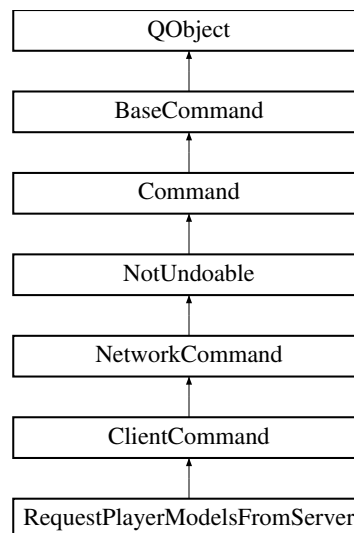 QObject
BaseCommand
Command
NotUndoable
NetworkCommand
ClientCommand
RequestPlayerModelsFromServer